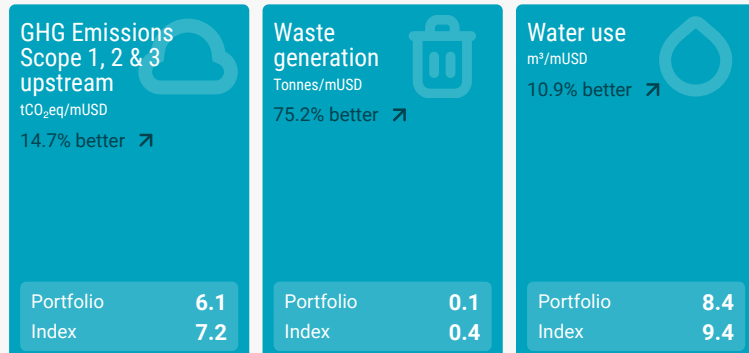 GHG Emissions
Scope 1, 2 & 3
upstream
tCO₂eq/mUSD
14.7% better
Portfolio 6.1
Index 7.2
Waste
generation
Tonnes/mUSD
75.2% better
Portfolio 0.1
Index 0.4
Water use
m³/mUSD
10.9% better
Portfolio 8.4
Index 9.4